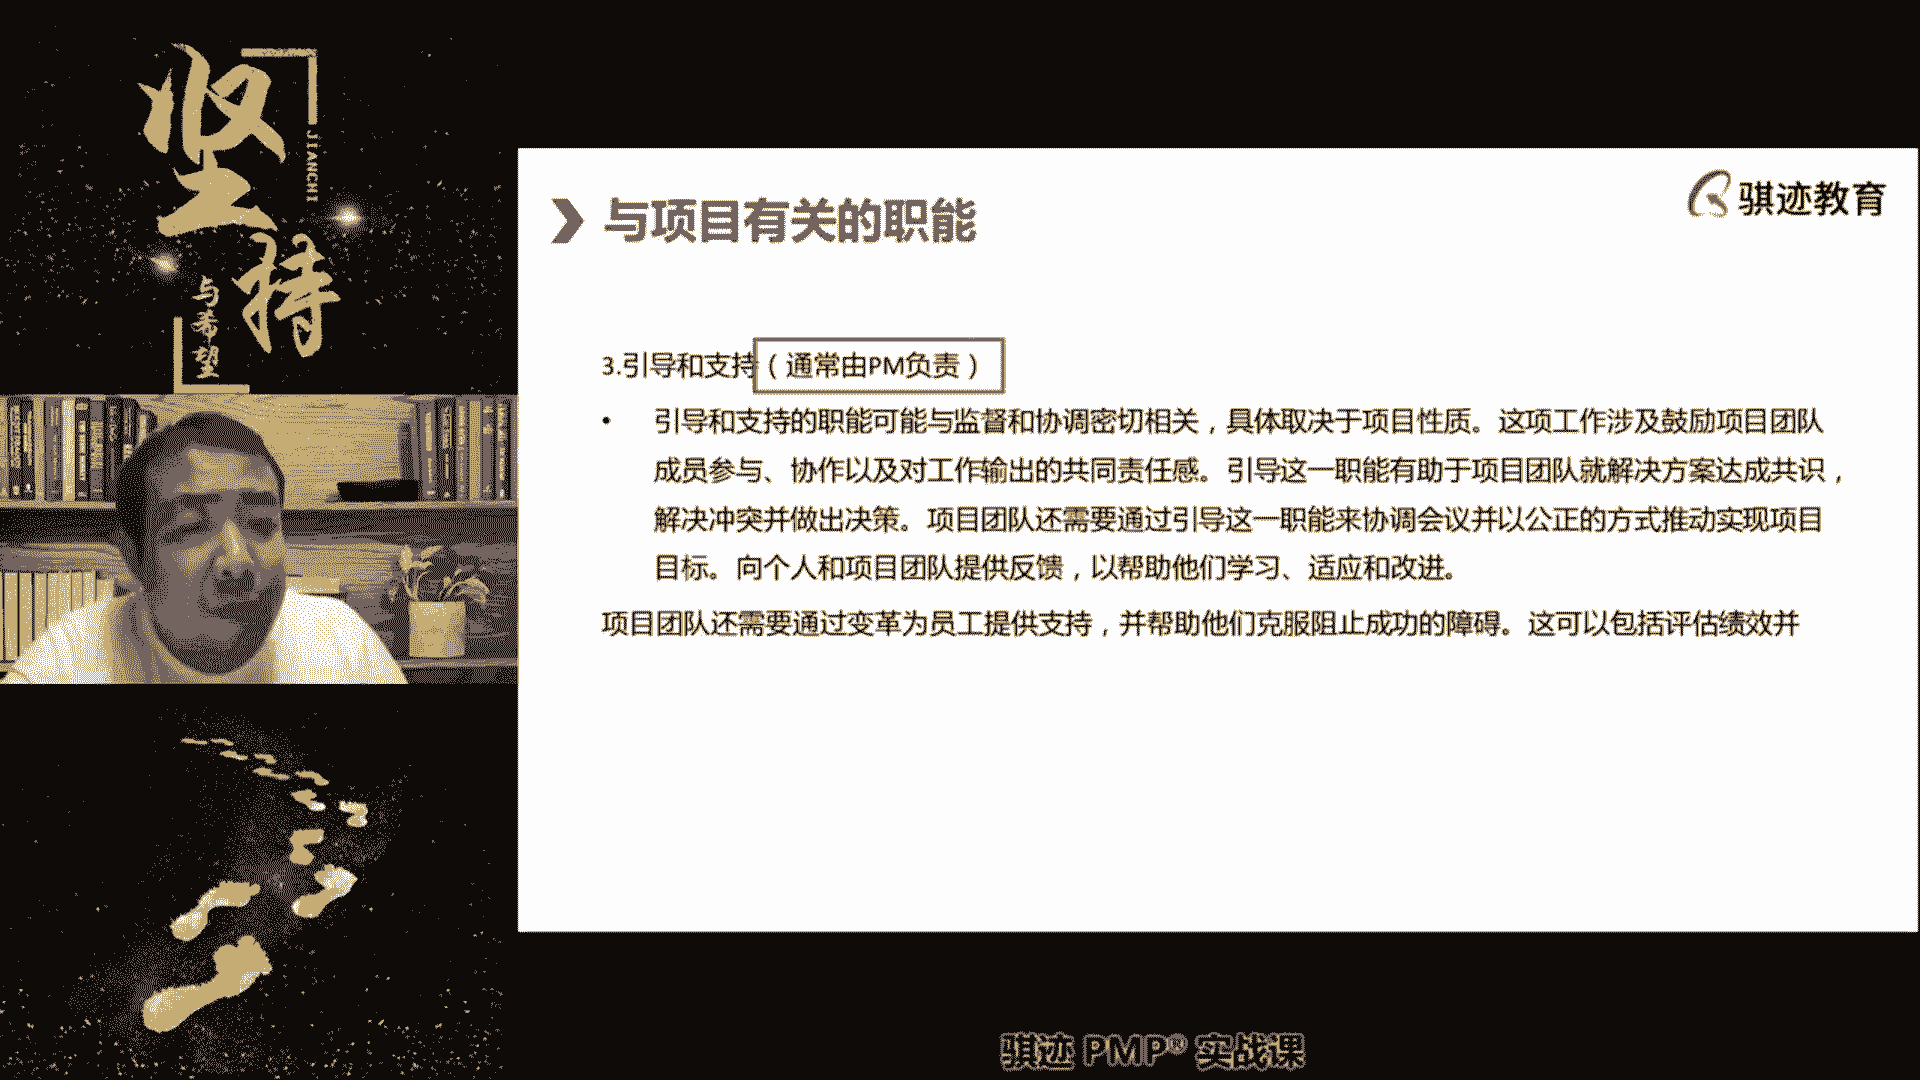 坚持
JIANCHI
与希望
骐迹教育
与项目有关的职能
3.引导和支持（通常由PM负责）
• 引导和支持的职能可能与监督和协调密切相关，具体取决于项目性质。这项工作涉及鼓励项目团队
成员参与、协作以及对工作输出的共同责任感。引导这一职能有助于项目团队就解决方案达成共识，
解决冲突并做出决策。项目团队还需要通过引导这一职能来协调会议并以公正的方式推动实现项目
目标。向个人和项目团队提供反馈，以帮助他们学习、适应和改进。
项目团队还需要通过变革为员工提供支持，并帮助他们克服阻止成功的障碍。这可以包括评估绩效并
骐迹 PMP® 实战课